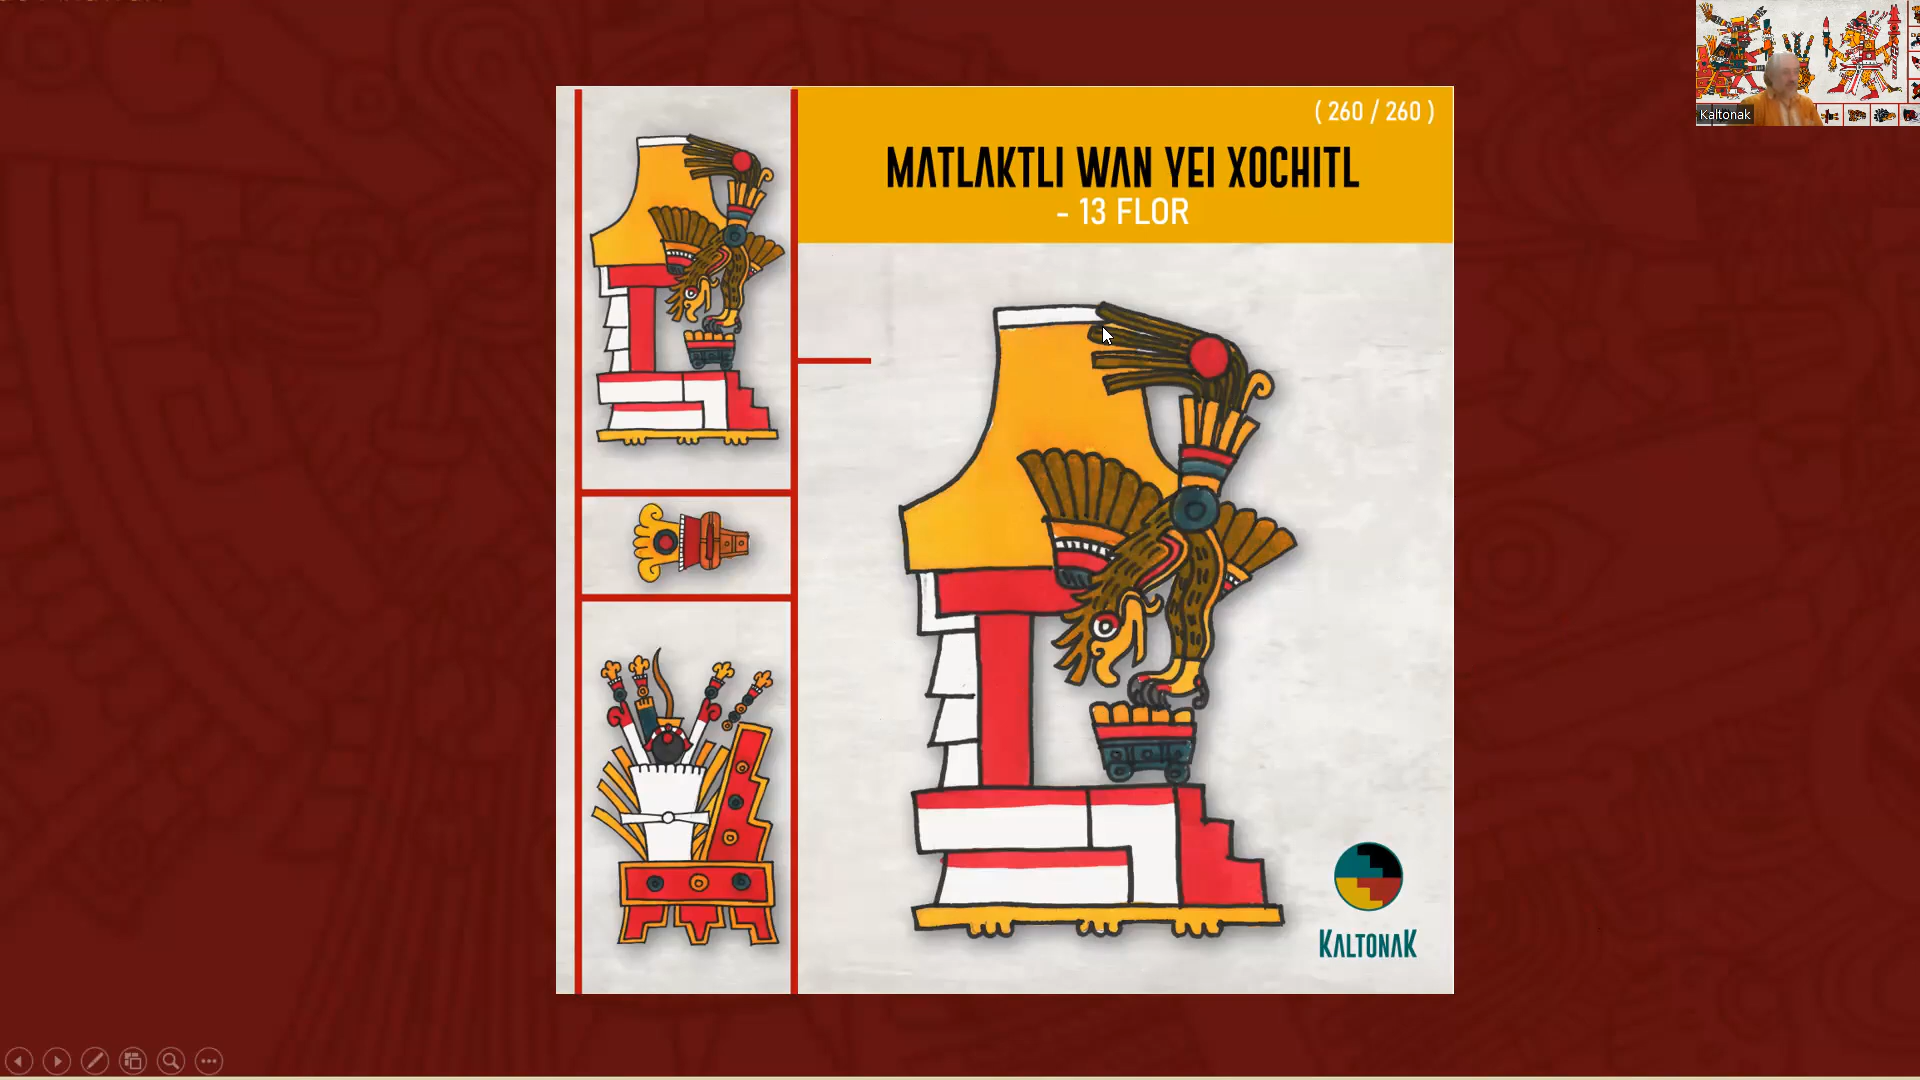 ( 260 / 260 )
MATLAKTLI WAN YEI XOCHITL
- 13 FLOR
KALTONAK
Kaltonak